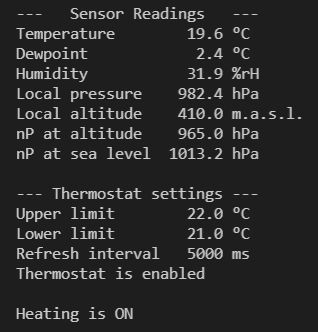 ---   Sensor Readings   ---
Temperature         19.6 ºC
Dewpoint             2.4 ºC
Humidity            31.9 %rH
Local pressure     982.4 hPa
Local altitude     410.0 m.a.s.l.
nP at altitude     965.0 hPa
nP at sea level   1013.2 hPa

--- Thermostat settings ---
Upper limit         22.0 ºC
Lower limit         21.0 ºC
Refresh interval    5000 ms
Thermostat is enabled

Heating is ON